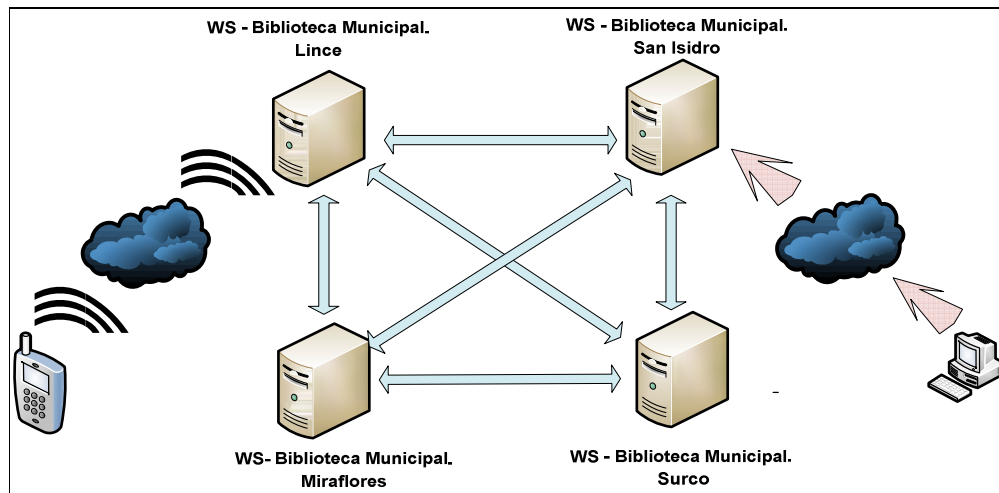 WS - Biblioteca Municipal.
Lince
WS - Biblioteca Municipal.
San Isidro
WS- Biblioteca Municipal.
Miraflores
WS - Biblioteca Municipal.
Surco